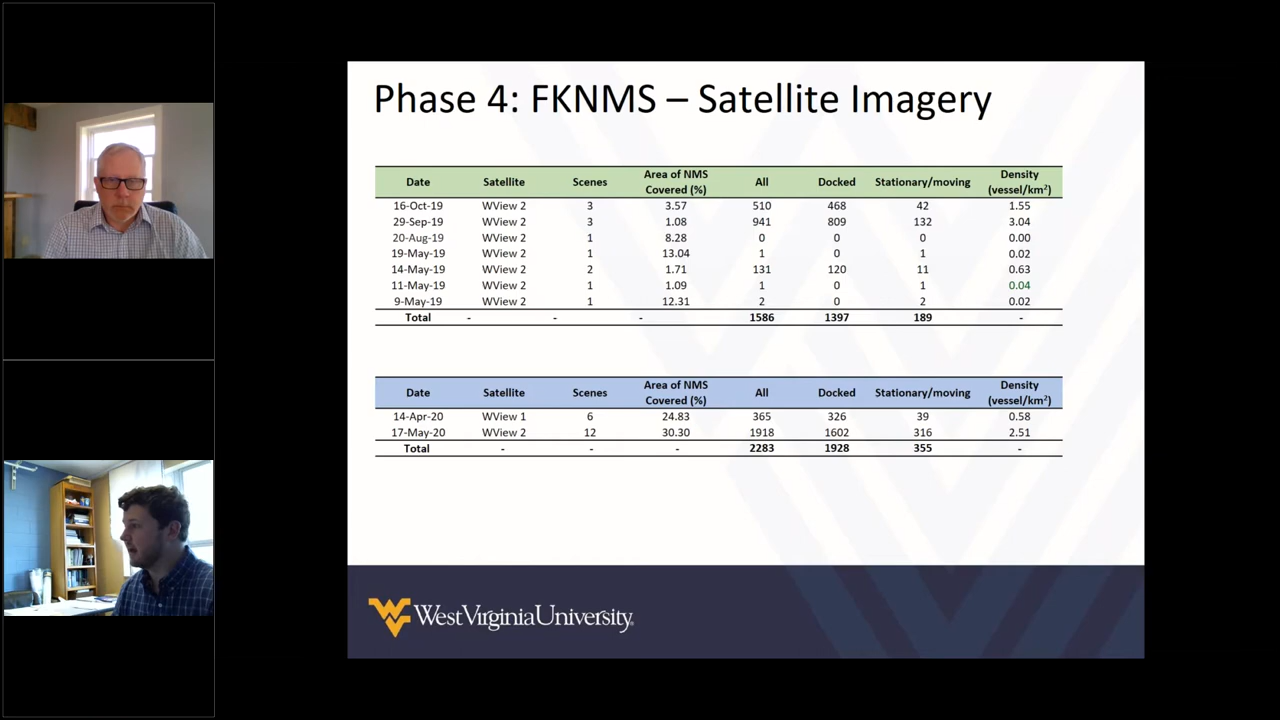 Phase 4: FKNMS – Satellite Imagery
Date Satellite Scenes Area of NMS Covered (%) All Docked Stationary/moving Density (vessel/km²)
16-Oct-19 WView 2 3 3.57 510 468 42 1.55
29-Sep-19 WView 2 3 1.08 941 809 132 3.04
20-Aug-19 WView 2 1 8.28 0 0 0 0.00
19-May-19 WView 2 1 13.04 1 0 1 0.02
14-May-19 WView 2 2 1.71 131 120 11 0.63
11-May-19 WView 2 1 1.09 1 0 1 0.04
9-May-19 WView 2 1 12.31 2 0 2 0.02
Total - - - 1586 1397 189 -
Date Satellite Scenes Area of NMS Covered (%) All Docked Stationary/moving Density (vessel/km²)
14-Apr-20 WView 1 6 24.83 365 326 39 0.58
17-May-20 WView 2 12 30.30 1918 1602 316 2.51
Total - - - 2283 1928 355 -
WestVirginiaUniversity®